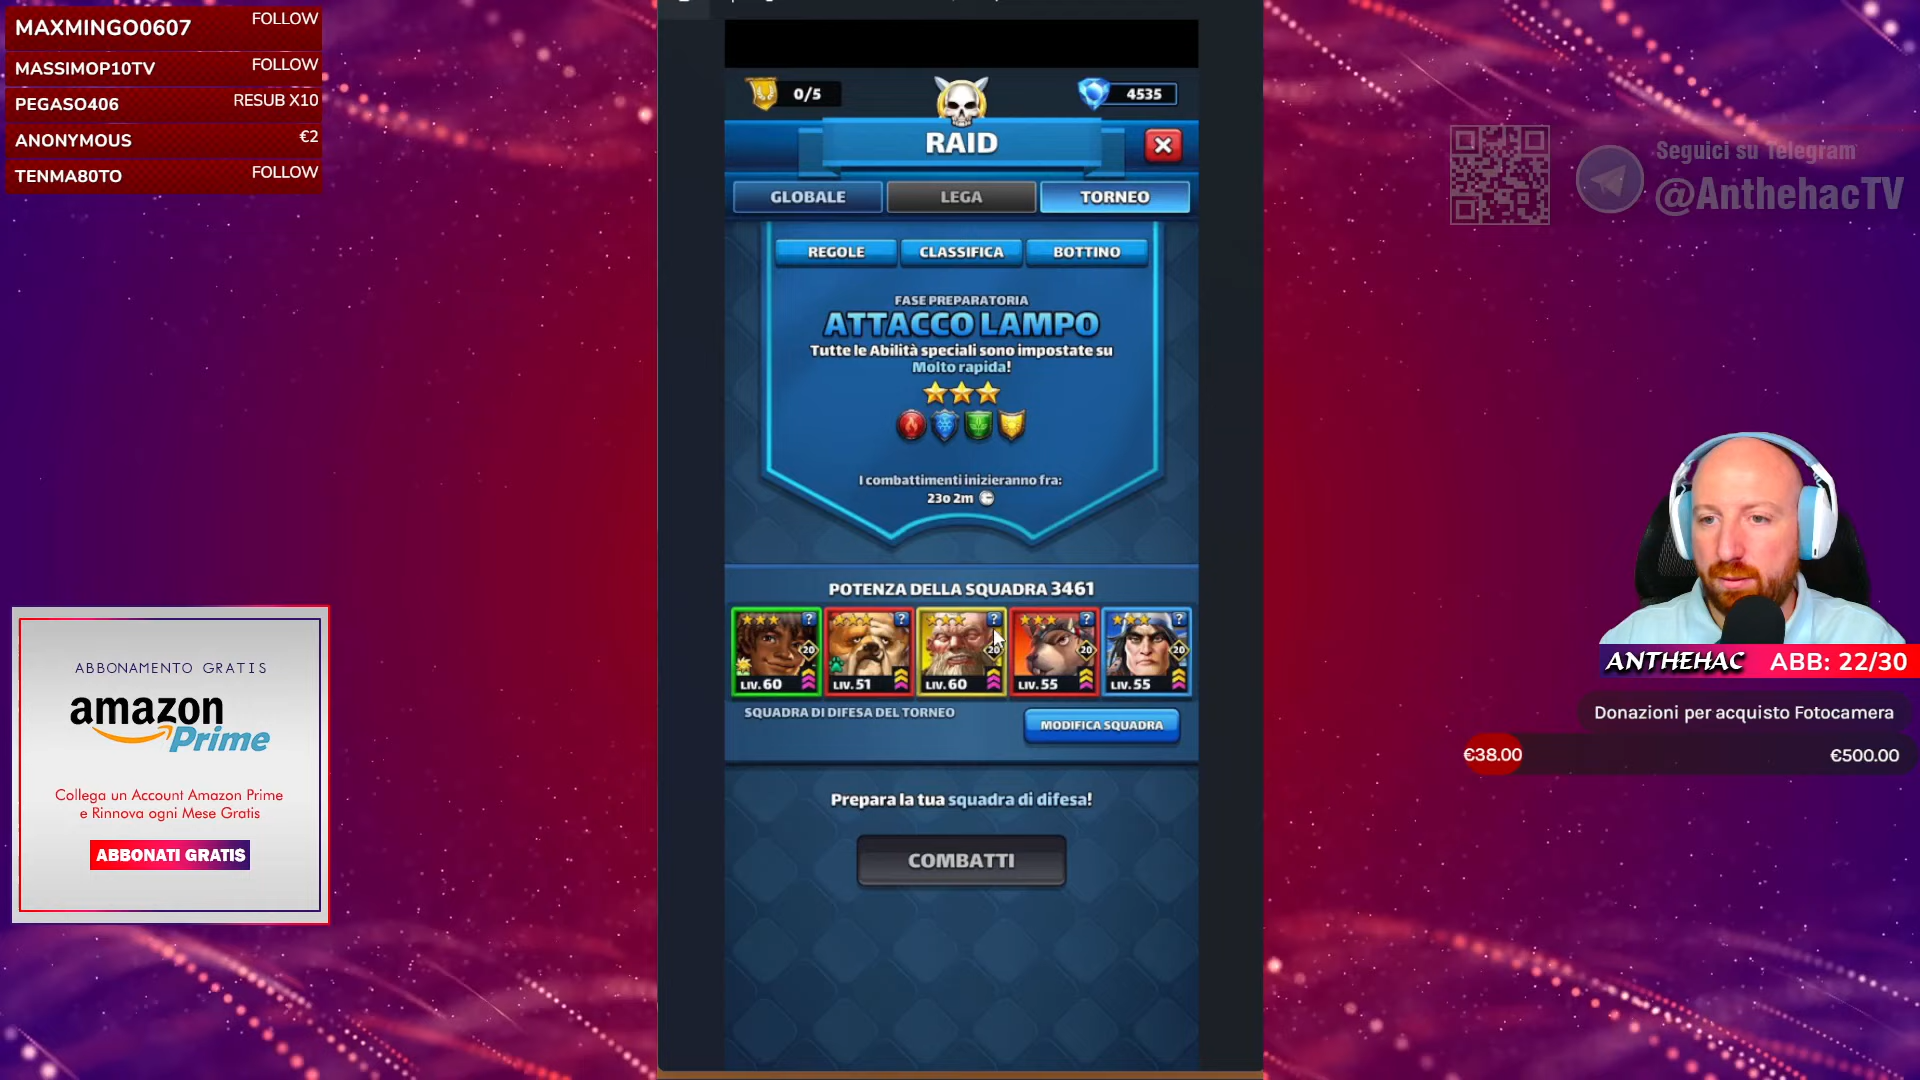 MAXMINGO0607 FOLLOW
MASSIMOP10TV FOLLOW
PEGASO406 RESUB X10
ANONYMOUS €2
TENMA80TO FOLLOW
ABBONAMENTO GRATIS
amazon
Prime
Collega un Account Amazon Prime
e Rinnova ogni Mese Gratis
ABBONATI GRATIS
0/5
4535
RAID
GLOBALE LEGA TORNEO
REGOLE CLASSIFICA BOTTINO
FASE PREPARATORIA
ATTACCO LAMPO
Tutte le Abilità speciali sono impostate su
Molto rapida!
I combattimenti inizieranno fra:
23o 2m
POTENZA DELLA SQUADRA 3461
? ? ? ? ?
20 20 20 20
LIV. 60 LIV. 51 LIV. 60 LIV. 55 LIV. 55
SQUADRA DI DIFESA DEL TORNEO
MODIFICA SQUADRA
Prepara la tua squadra di difesa!
COMBATTI
Seguici su Telegram
@AnthehacTV
ANTHEHAC ABB: 22/30
Donazioni per acquisto Fotocamera
€38.00 €500.00